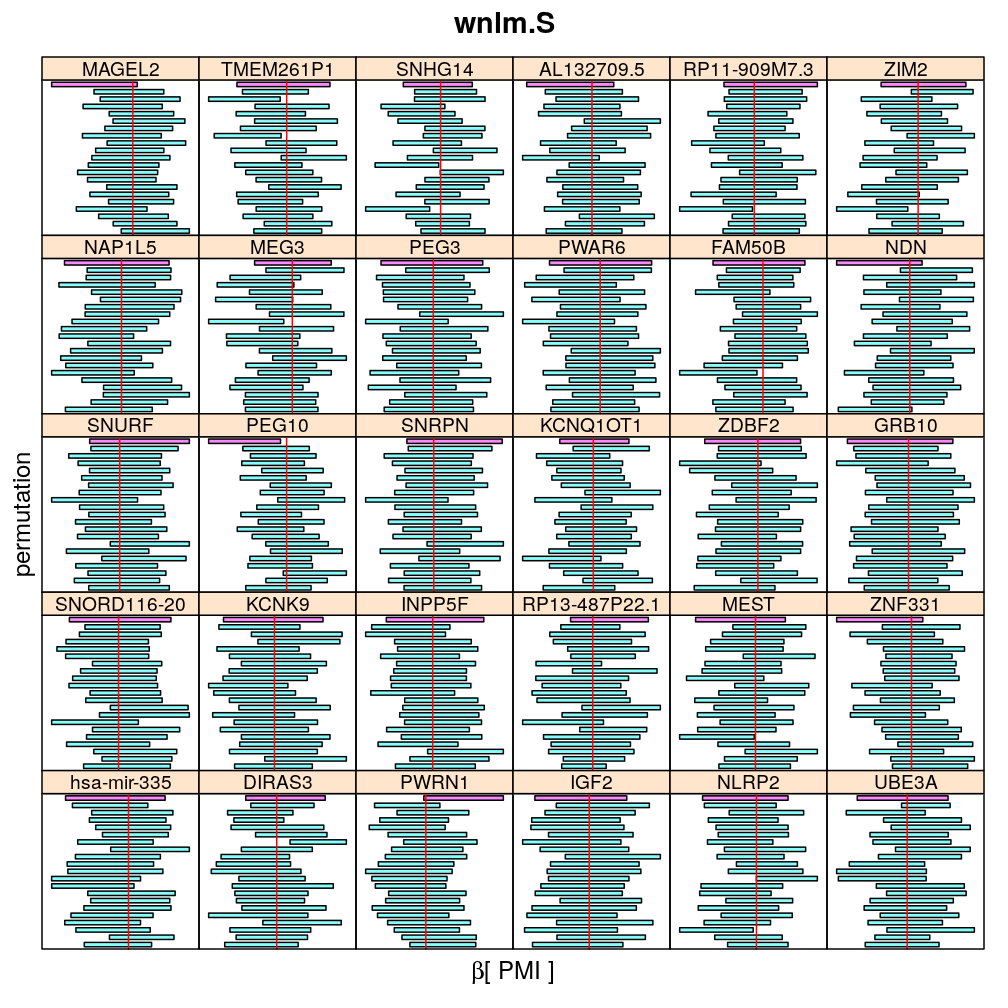 wnlm.S
MAGEL2 TMEM261P1 SNHG14 AL132709.5 RP11-909M7.3 ZIM2
NAP1L5 MEG3 PEG3 PWAR6 FAM50B NDN
SNURF PEG10 SNRPN KCNQ1OT1 ZDBF2 GRB10
permutation
SNORD116-20 KCNK9 INPP5F RP13-487P22.1 MEST ZNF331
hsa-mir-335 DIRAS3 PWRN1 IGF2 NLRP2 UBE3A
β[ PMI ]